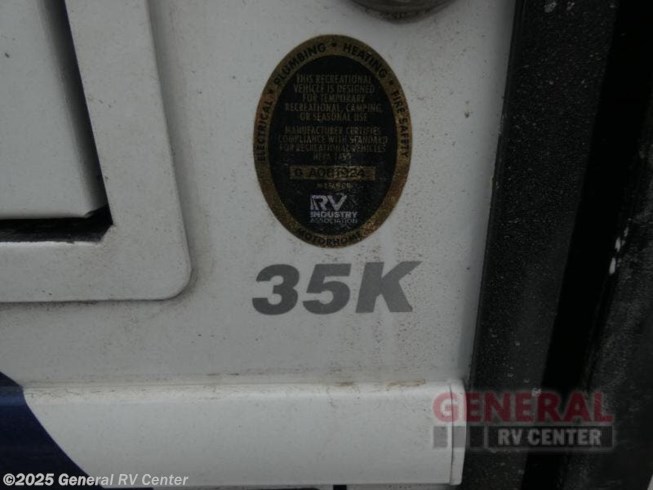 ELECTRICAL • PLUMBING • HEATING • FIRE SAFETY
THIS RECREATIONAL
VEHICLE IS DESIGNED
FOR TEMPORARY
RECREATIONAL, CAMPING
OR SEASONAL USE
MANUFACTURER CERTIFIES
COMPLIANCE WITH STANDARD
FOR RECREATIONAL VEHICLES
RV
INDUSTRY
ASSOCIATION
MOTORHOME
35K
GENERAL
RV CENTER
©2025 General RV Center